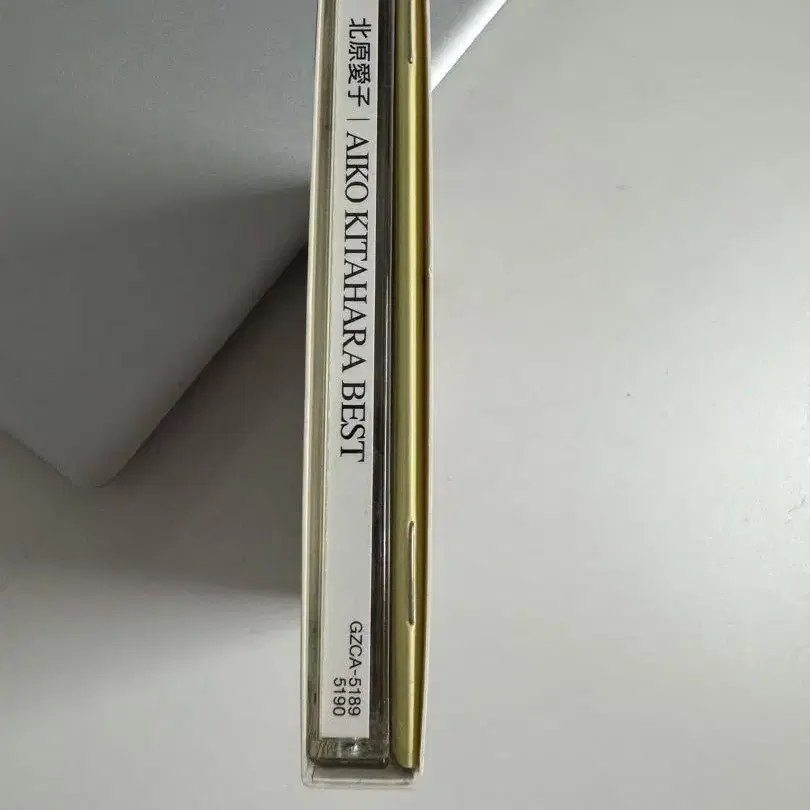 北原愛子 | AIKO KITAHARA BEST
GZCA-5189
5190